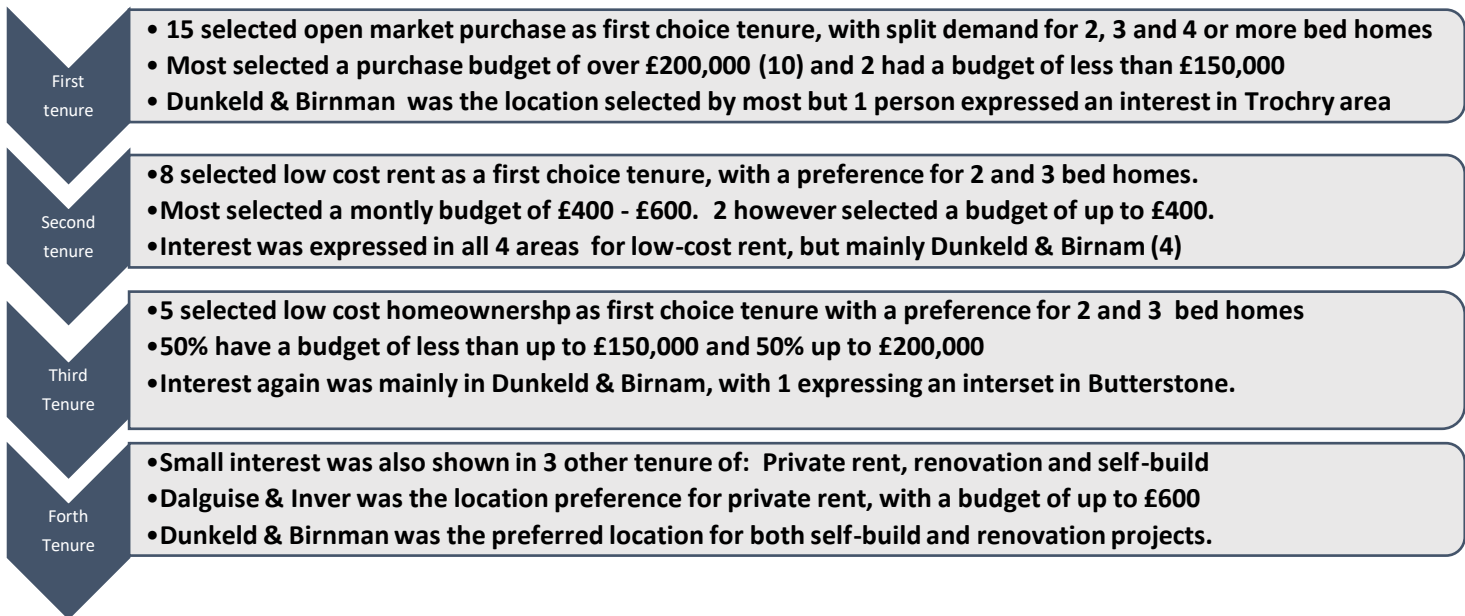 First
tenure
• 15 selected open market purchase as first choice tenure, with split demand for 2, 3 and 4 or more bed homes
• Most selected a purchase budget of over £200,000 (10) and 2 had a budget of less than £150,000
• Dunkeld & Birnman was the location selected by most but 1 person expressed an interest in Trochry area
Second
tenure
•8 selected low cost rent as a first choice tenure, with a preference for 2 and 3 bed homes.
•Most selected a montly budget of £400 - £600. 2 however selected a budget of up to £400.
•Interest was expressed in all 4 areas for low-cost rent, but mainly Dunkeld & Birnam (4)
Third
Tenure
•5 selected low cost homeownershp as first choice tenure with a preference for 2 and 3 bed homes
•50% have a budget of less than up to £150,000 and 50% up to £200,000
•Interest again was mainly in Dunkeld & Birnam, with 1 expressing an interset in Butterstone.
Forth
Tenure
•Small interest was also shown in 3 other tenure of: Private rent, renovation and self-build
•Dalguise & Inver was the location preference for private rent, with a budget of up to £600
•Dunkeld & Birnman was the preferred location for both self-build and renovation projects.